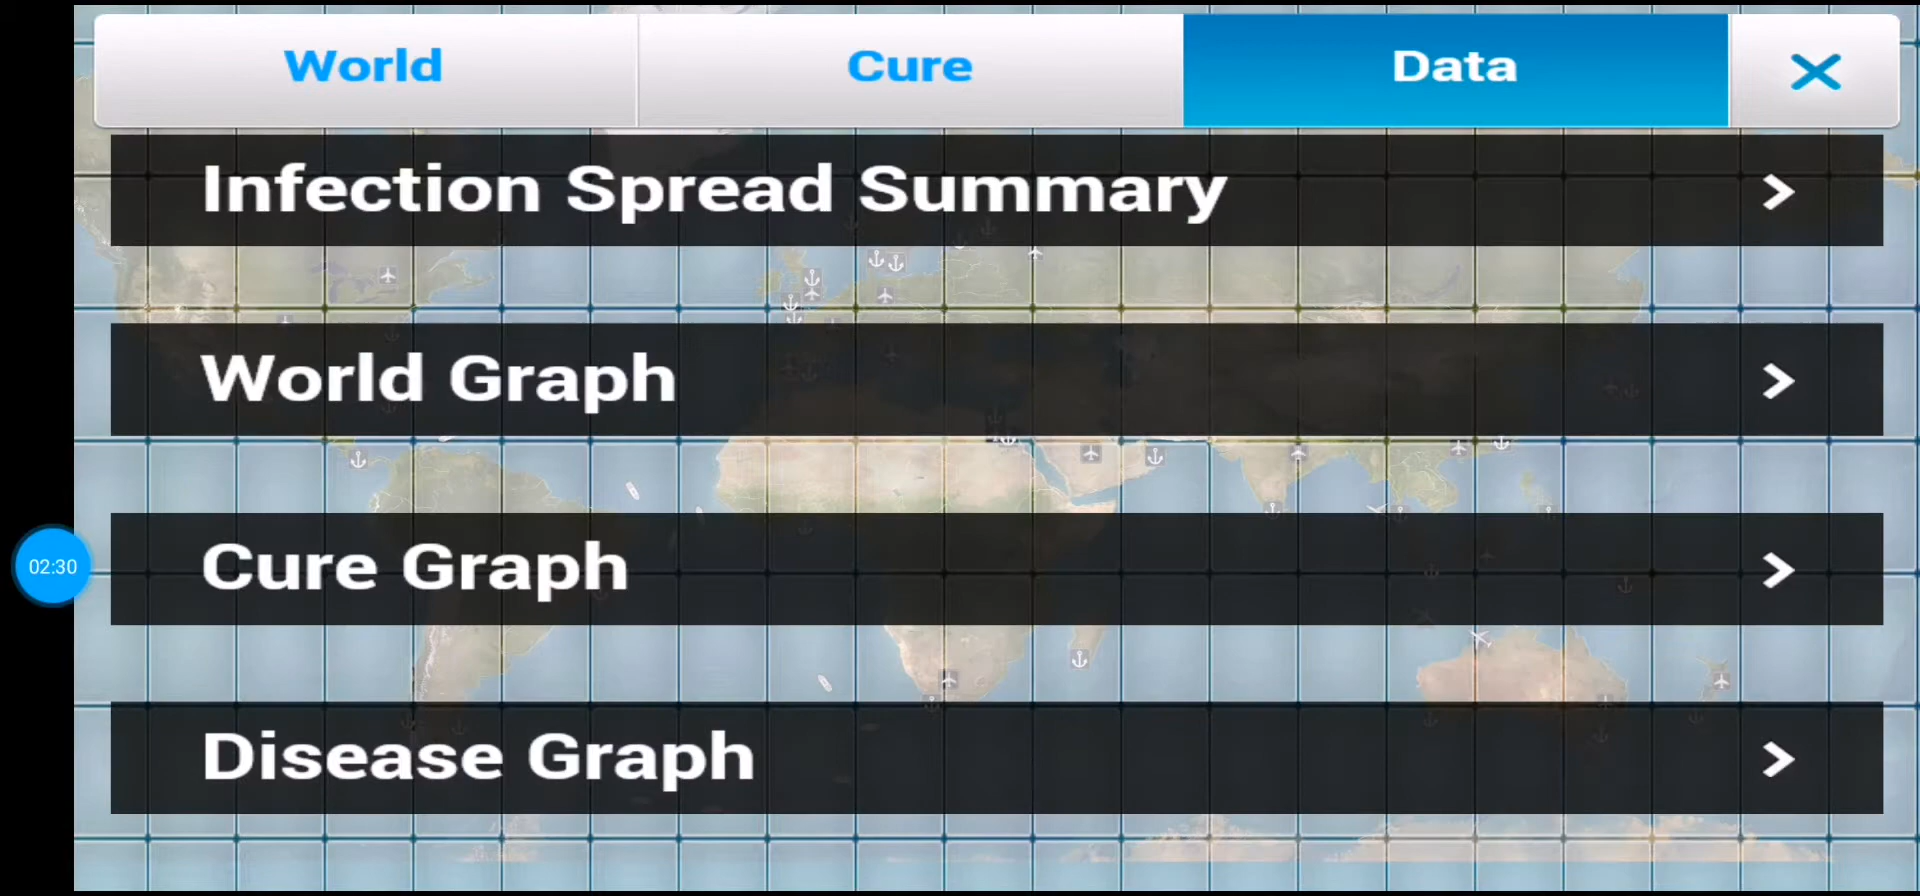 World
Cure
Data
Infection Spread Summary
World Graph
Cure Graph
02:30
Disease Graph